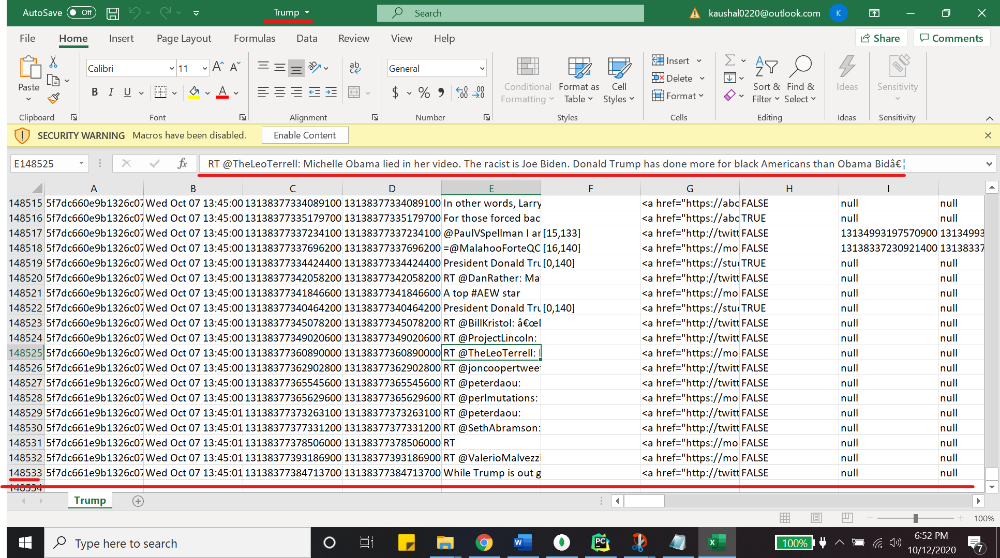 AutoSave Off Trump Search kaushal0220@outlook.com K
File Home Insert Page Layout Formulas Data Review View Help Share Comments
Paste Calibri 11 A A ab c General Conditional Formatting Format as Table Cell Styles Insert Delete Format Sort & Filter Find & Select Ideas Sensitivity
B I U A $ % , .00 .00
Clipboard Font Alignment Number Styles Cells Editing Ideas Sensitivity
SECURITY WARNING Macros have been disabled. Enable Content
E148525 fx RT @TheLeoTerrell: Michelle Obama lied in her video. The racist is Joe Biden. Donald Trump has done more for black Americans than Obama Bidâ€¦
A B C D E F G H I
148515 5f7dc660e9b1326c07 Wed Oct 07 13:45:00 13138377334089100 13138377334089100 In other words, Larry <a href="https://abo FALSE null null
148516 5f7dc660e9b1326c07 Wed Oct 07 13:45:00 13138377335179700 13138377335179700 For those forced bac <a href="https://abo TRUE null null
148517 5f7dc660e9b1326c07 Wed Oct 07 13:45:00 13138377337234100 13138377337234100 @PaulVSpellman I ar [15,133] <a href="http://twitt FALSE 13134993197570900 13134993
148518 5f7dc660e9b1326c07 Wed Oct 07 13:45:00 13138377337696200 13138377337696200 =@MalahooForteQC [16,140] <a href="https://mol FALSE 13138337230921400 13138337
148519 5f7dc660e9b1326c07 Wed Oct 07 13:45:00 13138377334424400 13138377334424400 President Donald Tru [0,140] <a href="https://stuc TRUE null null
148520 5f7dc660e9b1326c07 Wed Oct 07 13:45:00 13138377342058200 13138377342058200 RT @DanRather: Ma <a href="http://twitt FALSE null null
148521 5f7dc660e9b1326c07 Wed Oct 07 13:45:00 13138377341846600 13138377341846600 A top #AEW star <a href="https://mol FALSE null null
148522 5f7dc660e9b1326c07 Wed Oct 07 13:45:00 13138377340464200 13138377340464200 President Donald Tru [0,140] <a href="https://stuc TRUE null null
148523 5f7dc660e9b1326c07 Wed Oct 07 13:45:00 13138377345078200 13138377345078200 RT @BillKristol: â€œI <a href="http://twitt FALSE null null
148524 5f7dc660e9b1326c07 Wed Oct 07 13:45:00 13138377349020600 13138377349020600 RT @ProjectLincoln: <a href="http://twitt FALSE null null
148525 5f7dc660e9b1326c07 Wed Oct 07 13:45:00 13138377360890000 13138377360890000 RT @TheLeoTerrell: <a href="https://mol FALSE null null
148526 5f7dc661e9b1326c07 Wed Oct 07 13:45:00 13138377362902800 13138377362902800 RT @joncoopertweet <a href="http://twitt FALSE null null
148527 5f7dc661e9b1326c07 Wed Oct 07 13:45:00 13138377365545600 13138377365545600 RT @peterdaou: <a href="http://twitt FALSE null null
148528 5f7dc661e9b1326c07 Wed Oct 07 13:45:00 13138377365629600 13138377365629600 RT @perlmutations: <a href="https://mol FALSE null null
148529 5f7dc661e9b1326c07 Wed Oct 07 13:45:01 13138377373263100 13138377373263100 RT @peterdaou: <a href="http://twitt FALSE null null
148530 5f7dc661e9b1326c07 Wed Oct 07 13:45:01 13138377377331200 13138377377331200 RT @SethAbramson: <a href="http://twitt FALSE null null
148531 5f7dc661e9b1326c07 Wed Oct 07 13:45:01 13138377378506000 13138377378506000 RT <a href="https://mol FALSE null null
148532 5f7dc661e9b1326c07 Wed Oct 07 13:45:01 13138377393186900 13138377393186900 RT @ValerioMalvezzi <a href="https://mol FALSE null null
148533 5f7dc661e9b1326c07 Wed Oct 07 13:45:01 13138377384713700 13138377384713700 While Trump is out g <a href="http://twitt FALSE null null
148534
Trump
100%
Type here to search 100% 6:52 PM
10/12/2020 7